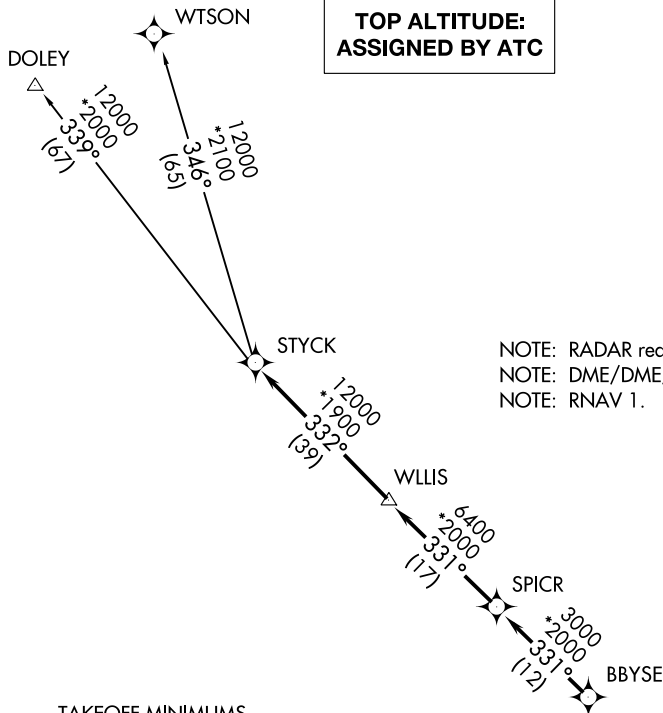 WTSON
TOP ALTITUDE:
ASSIGNED BY ATC
DOLEY
12000
*2000
339°
(67)
12000
*2100
346°
(65)
STYCK
NOTE: RADAR
NOTE: DME/DME
NOTE: RNAV 1.
12000
*1900
332°
(39)
WLLIS
6400
*2000
331°
(17)
SPICR
3000
*2000
331°
(12)
BBYSE
TAKEOFF MINIMUMS